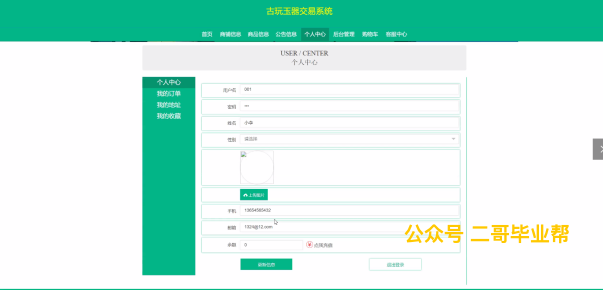 古玩玉器交易系统
首页 商铺信息 商品信息 公告信息 个人中心 后台管理 购物车 客服中心
USER / CENTER
个人中心
个人中心
我的订单
我的地址
我的收藏
用户名 001
密码
姓名 小李
性别 请选择
上传图片
手机 13034563432
邮箱 1324@12.com
余额 0 点我充值
更新信息 退出登录
公众号 二哥毕业帮